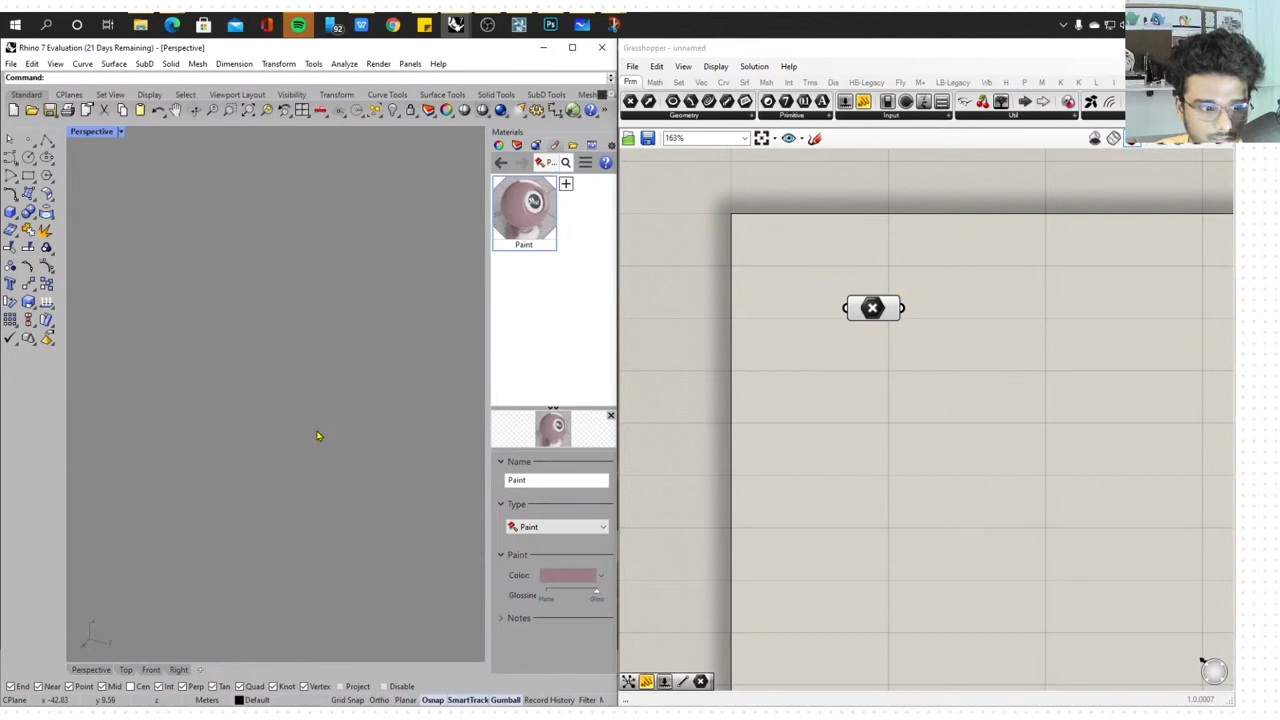 92
Ps
Rhino 7 Evaluation (21 Days Remaining) - [Perspective]
File Edit View Curve Surface SubD Solid Mesh Dimension Transform Tools Analyze Render Panels Help
Command:
Standard CPlanes Set View Display Select Viewport Layout Visibility Transform Curve Tools Surface Tools Solid Tools SubD Tools Mesh
Perspective
Materials
P...
Paint
Name
Paint
Type
Paint
Paint
Color:
Glossine
Matte Gloss
Notes
Perspective Top Front Right
End Near Point Mid Cen Int Perp Tan Quad Knot Vertex Project Disable
CPlane x -42.83 y 9.56 z Meters Default Grid Snap Ortho Planar Osnap SmartTrack Gumball Record History Filter M
Grasshopper - unnamed
File Edit View Display Solution Help
Prm Math Set Vec Crv Srf Msh Int Trns Dis HB-Legacy Fly M+ LB-Legacy Wb H P M K K L
Geometry Primitive Input Util
163%
...
1.0.0007